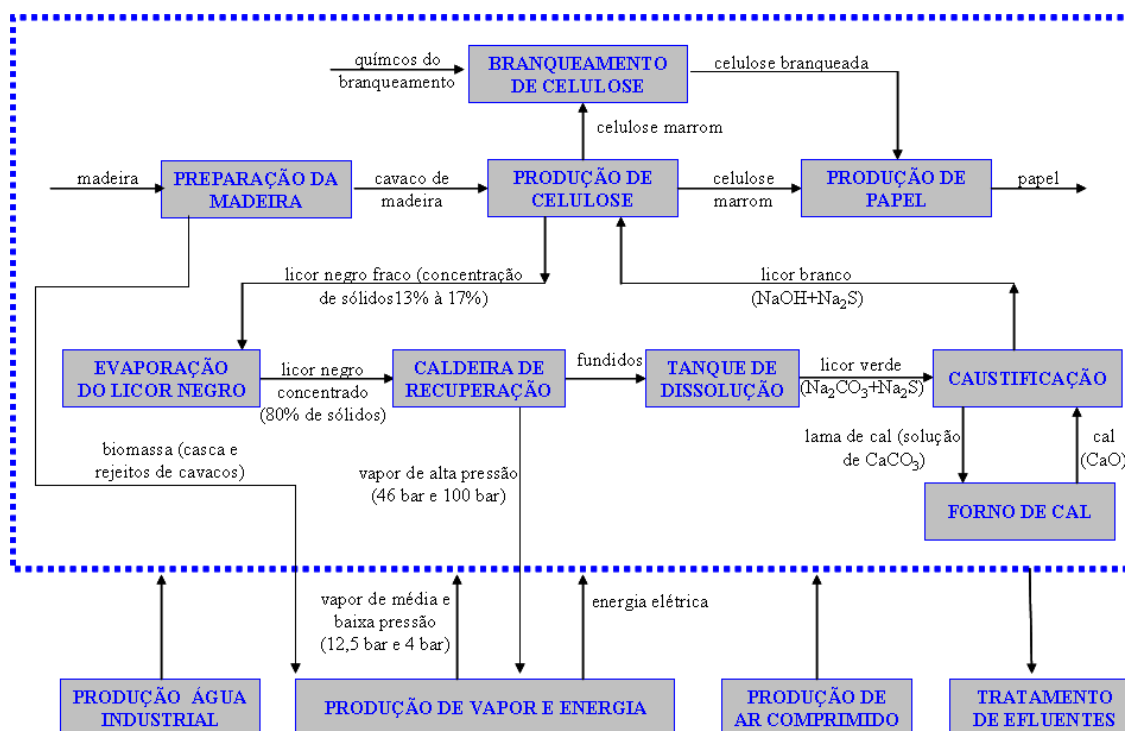 químcos do
branqueamento
BRANQUEAMENTO
DE CELULOSE
celulose branqueada
celulose marrom
madeira
PREPARAÇÃO DA
MADEIRA
cavaco de
madeira
PRODUÇÃO DE
CELULOSE
celulose
marrom
PRODUÇÃO DE
PAPEL
papel
licor negro fraco (concentração
de sólidos13% à 17%)
licor branco
(NaOH+Na₂S)
EVAPORAÇÃO
DO LICOR NEGRO
licor negro
concentrado
(80% de sólidos)
CALDEIRA DE
RECUPERAÇÃO
fundidos
TANQUE DE
DISSOLUÇÃO
licor verde
(Na₂CO₃+Na₂S)
CAUSTIFICAÇÃO
biomassa (casca e
rejeitos de cavacos)
vapor de alta pressão
(46 bar e 100 bar)
lama de cal (solução
de CaCO₃)
cal
(CaO)
FORNO DE CAL
vapor de média e
baixa pressão
(12,5 bar e 4 bar)
energia elétrica
PRODUÇÃO ÁGUA
INDUSTRIAL
PRODUÇÃO DE VAPOR E ENERGIA
PRODUÇÃO DE
AR COMPRIMIDO
TRATAMENTO
DE EFLUENTES